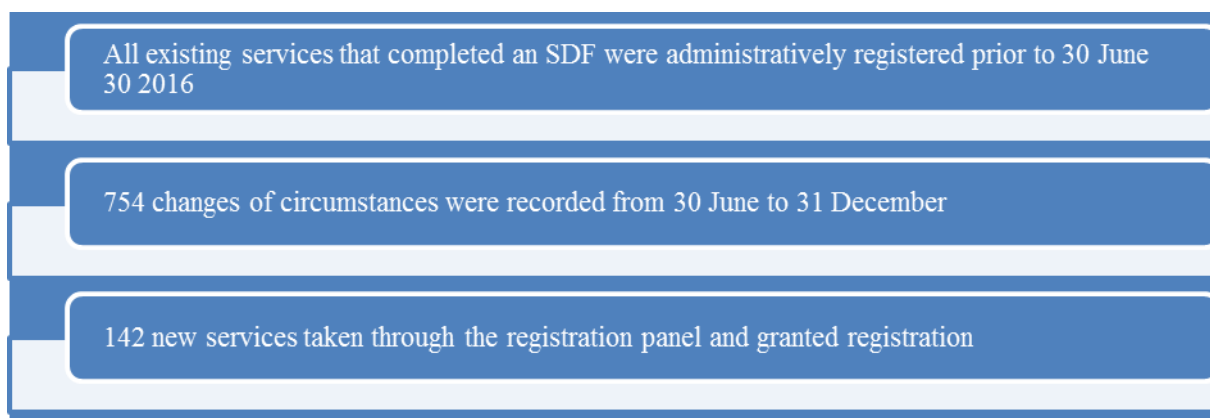 All existing services that completed an SDF were administratively registered prior to 30 June
30 2016
754 changes of circumstances were recorded from 30 June to 31 December
142 new services taken through the registration panel and granted registration